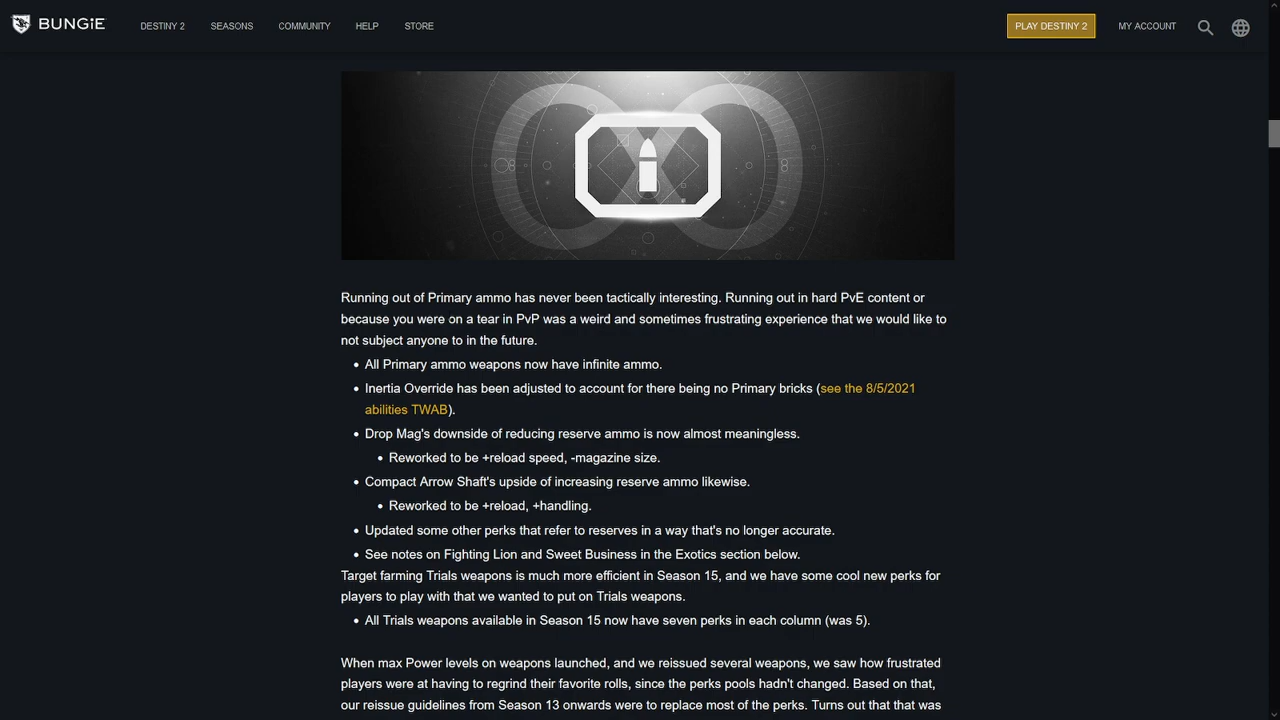 BUNGiE
DESTINY 2
SEASONS
COMMUNITY
HELP
STORE
PLAY DESTINY 2
MY ACCOUNT
Running out of Primary ammo has never been tactically interesting. Running out in hard PvE content or
because you were on a tear in PvP was a weird and sometimes frustrating experience that we would like to
not subject anyone to in the future.
• All Primary ammo weapons now have infinite ammo.
• Inertia Override has been adjusted to account for there being no Primary bricks (see the 8/5/2021
abilities TWAB).
• Drop Mag's downside of reducing reserve ammo is now almost meaningless.
• Reworked to be +reload speed, -magazine size.
• Compact Arrow Shaft's upside of increasing reserve ammo likewise.
• Reworked to be +reload, +handling.
• Updated some other perks that refer to reserves in a way that's no longer accurate.
• See notes on Fighting Lion and Sweet Business in the Exotics section below.
Target farming Trials weapons is much more efficient in Season 15, and we have some cool new perks for
players to play with that we wanted to put on Trials weapons.
• All Trials weapons available in Season 15 now have seven perks in each column (was 5).
When max Power levels on weapons launched, and we reissued several weapons, we saw how frustrated
players were at having to regrind their favorite rolls, since the perks pools hadn't changed. Based on that,
our reissue guidelines from Season 13 onwards were to replace most of the perks. Turns out that that was